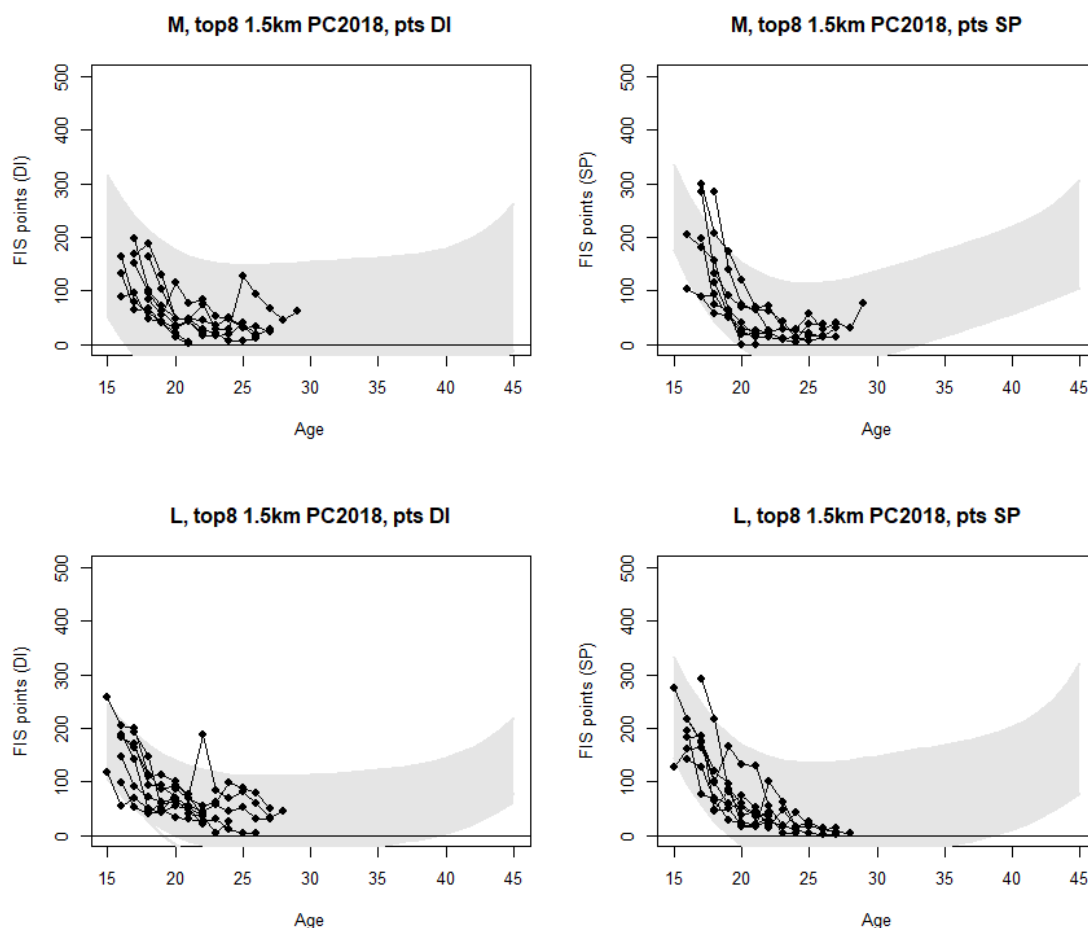 M, top8 1.5km PC2018, pts DI
FIS points (DI)
500
400
300
200
100
0
15 20 25 30 35 40 45
Age
M, top8 1.5km PC2018, pts SP
FIS points (SP)
500
400
300
200
100
0
15 20 25 30 35 40 45
Age
L, top8 1.5km PC2018, pts DI
FIS points (DI)
500
400
300
200
100
0
15 20 25 30 35 40 45
Age
L, top8 1.5km PC2018, pts SP
FIS points (SP)
500
400
300
200
100
0
15 20 25 30 35 40 45
Age